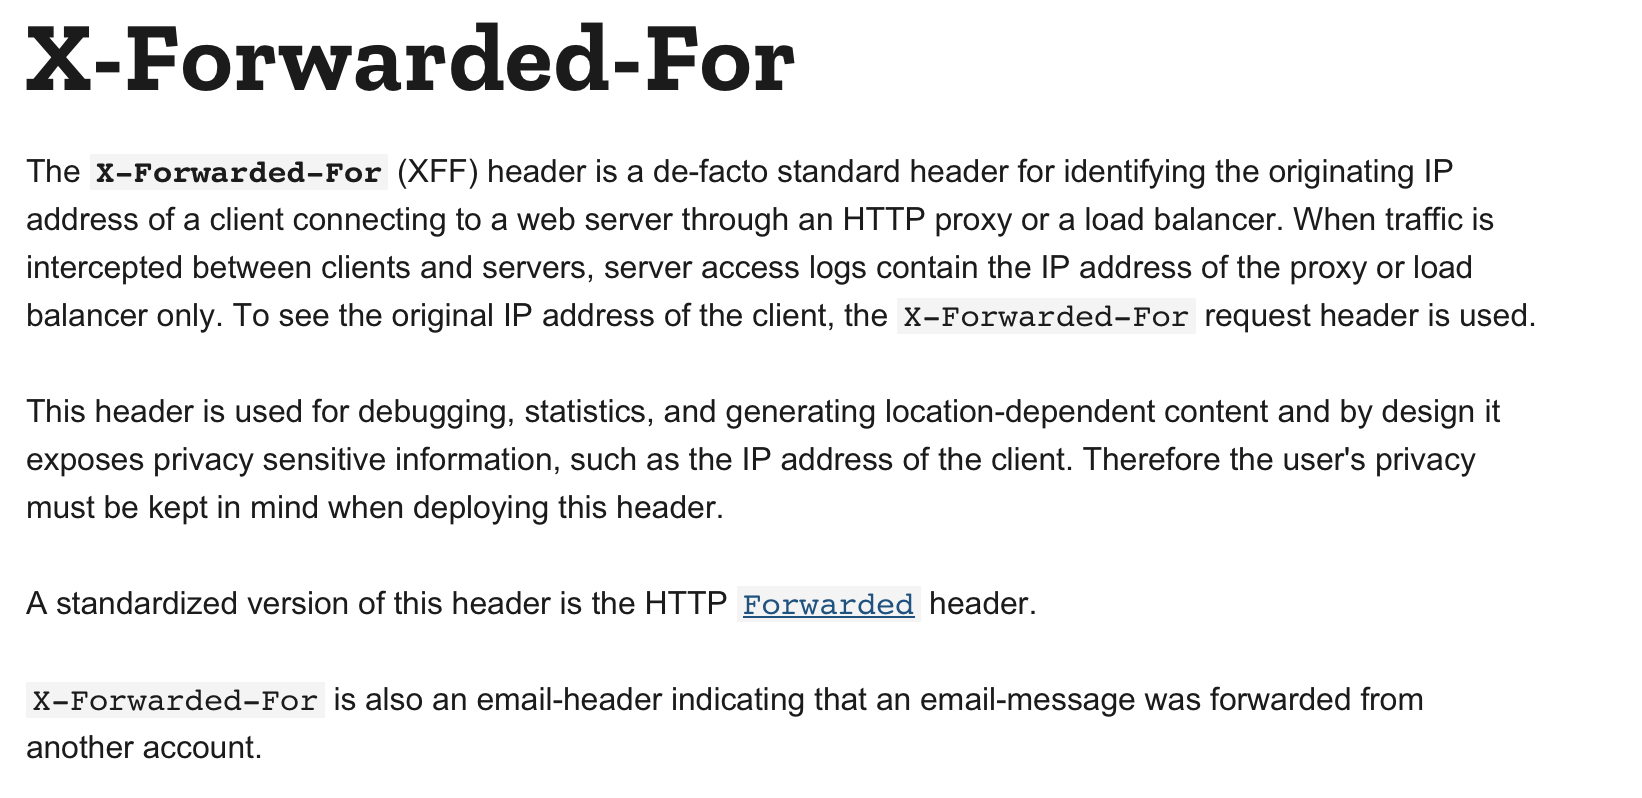 X-Forwarded-For
The X-Forwarded-For (XFF) header is a de-facto standard header for identifying the originating IP
address of a client connecting to a web server through an HTTP proxy or a load balancer. When traffic is
intercepted between clients and servers, server access logs contain the IP address of the proxy or load
balancer only. To see the original IP address of the client, the X-Forwarded-For request header is used.
This header is used for debugging, statistics, and generating location-dependent content and by design it
exposes privacy sensitive information, such as the IP address of the client. Therefore the user's privacy
must be kept in mind when deploying this header.
A standardized version of this header is the HTTP Forwarded header.
X-Forwarded-For is also an email-header indicating that an email-message was forwarded from
another account.